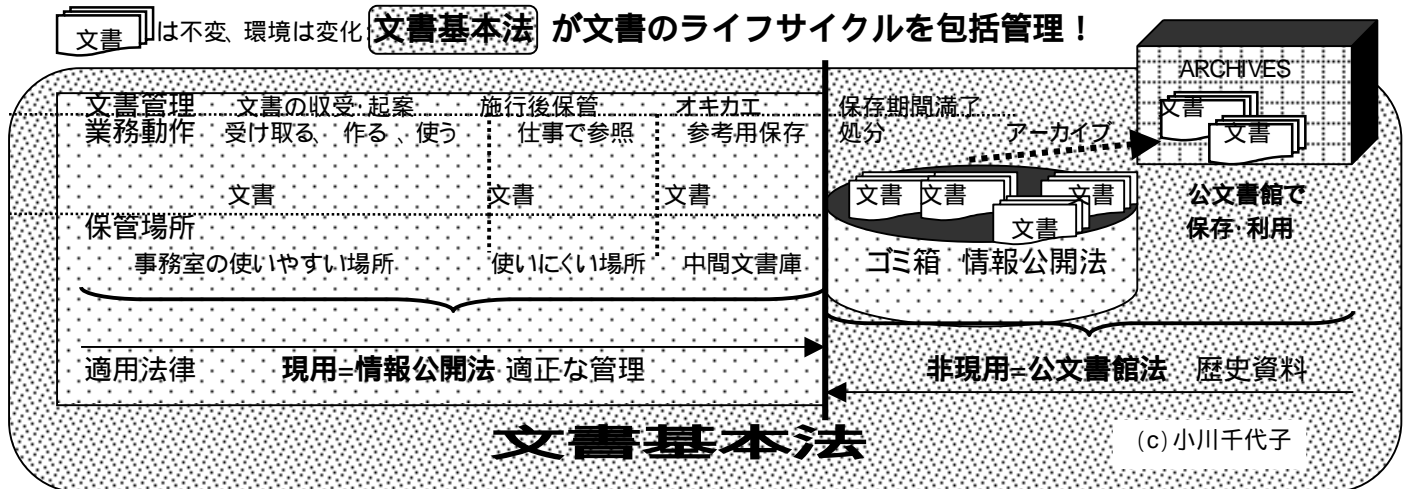 文書は不変、環境は変化:文書基本法が文書のライフサイクルを包括管理！
ARCHIVES
文書
文書
文書管理 文書の収受・起案 施行後保管 オキカエ 保存期間満了
業務動作 受け取る、作る、使う 仕事で参照 参考用保存 処分 アーカイブ
文書 文書 文書 文書 文書 文書
文書
公文書館で
保存・利用
保管場所
事務室の使いやすい場所 使いにくい場所 中間文書庫 ゴミ箱 情報公開法
適用法律 現用=情報公開法 適正な管理 非現用=公文書館法 歴史資料
文書基本法
(c)小川千代子